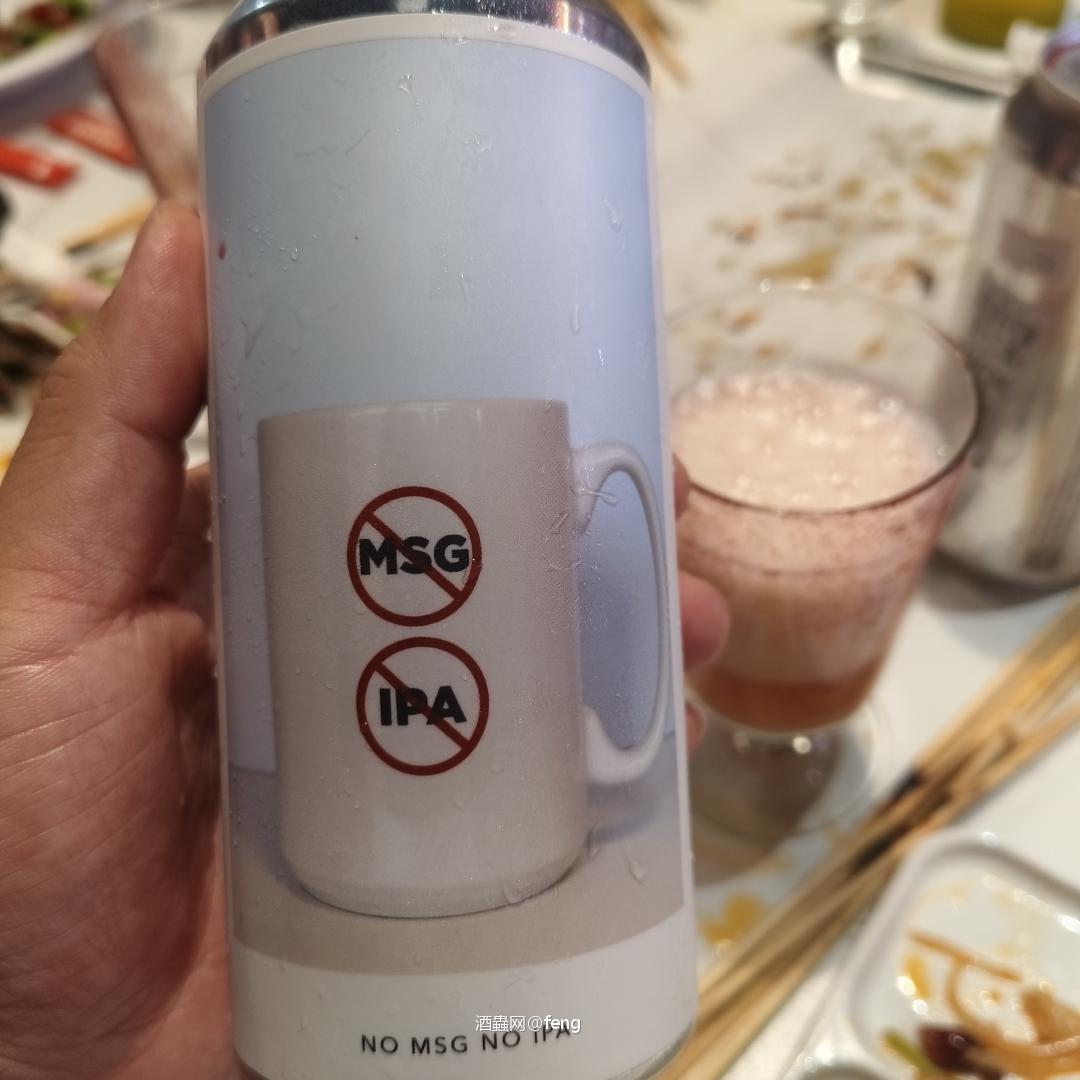 MSG
IPA
酒蟲网@feng
NO MSG NO IPA